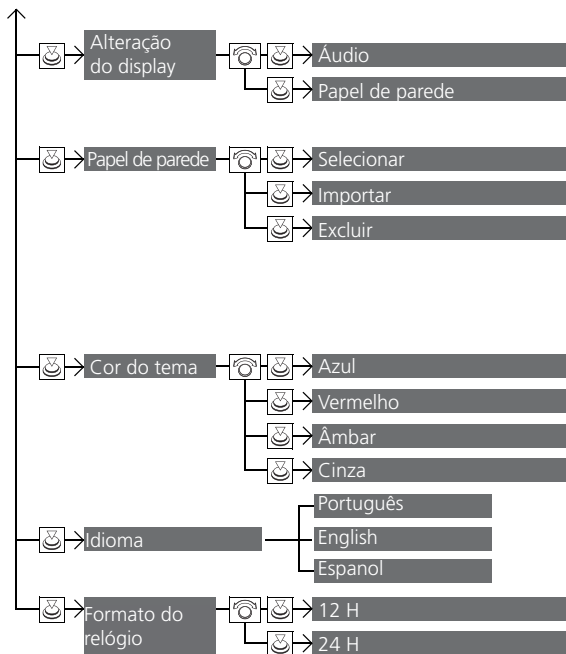 Alteração
do display
Áudio
Papel de parede
Papel de parede
Selecionar
Importar
Excluir
Cor do tema
Azul
Vermelho
Âmbar
Cinza
Idioma
Português
English
Espanol
Formato do
relógio
12 H
24 H